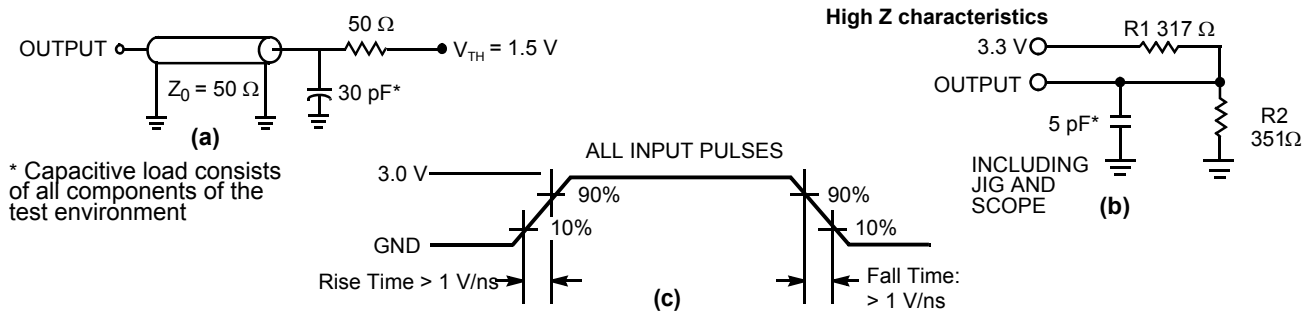 High Z characteristics
50 Ω
R1 317 Ω
3.3 V
OUTPUT
V_TH = 1.5 V
OUTPUT
Z₀ = 50 Ω
30 pF*
R2
351Ω
5 pF*
(a)
INCLUDING
JIG AND
SCOPE
(b)
* Capacitive load consists
of all components of the
test environment
ALL INPUT PULSES
3.0 V
90%
90%
10%
10%
GND
Rise Time > 1 V/ns
Fall Time:
> 1 V/ns
(c)